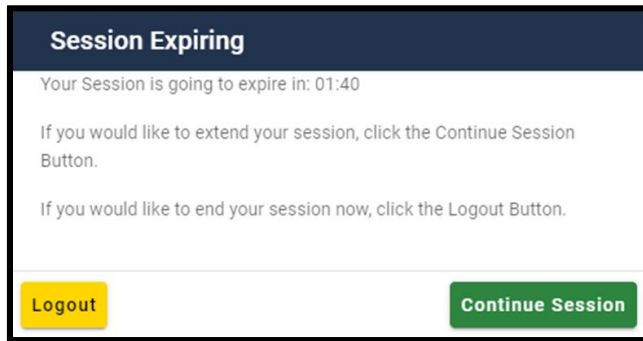 Session Expiring
Your Session is going to expire in: 01:40
If you would like to extend your session, click the Continue Session
Button.
If you would like to end your session now, click the Logout Button.
Logout
Continue Session